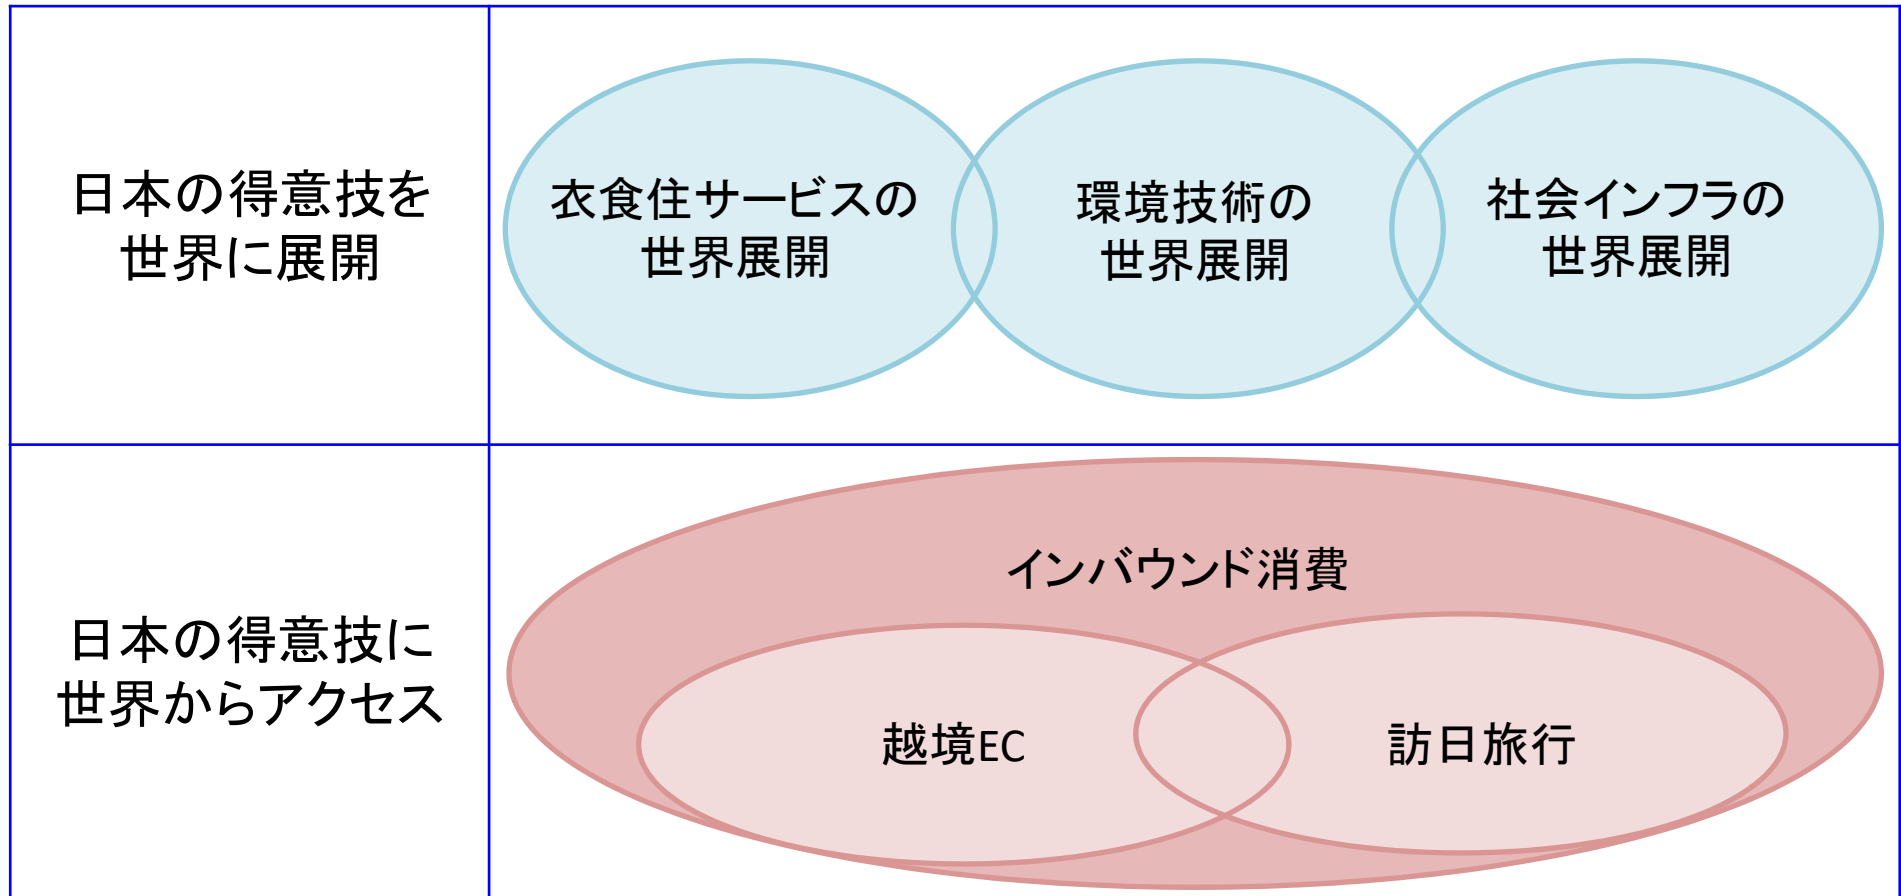 日本の得意技を
世界に展開
衣食住サービスの
世界展開
環境技術の
世界展開
社会インフラの
世界展開
日本の得意技に
世界からアクセス
インバウンド消費
越境EC
訪日旅行